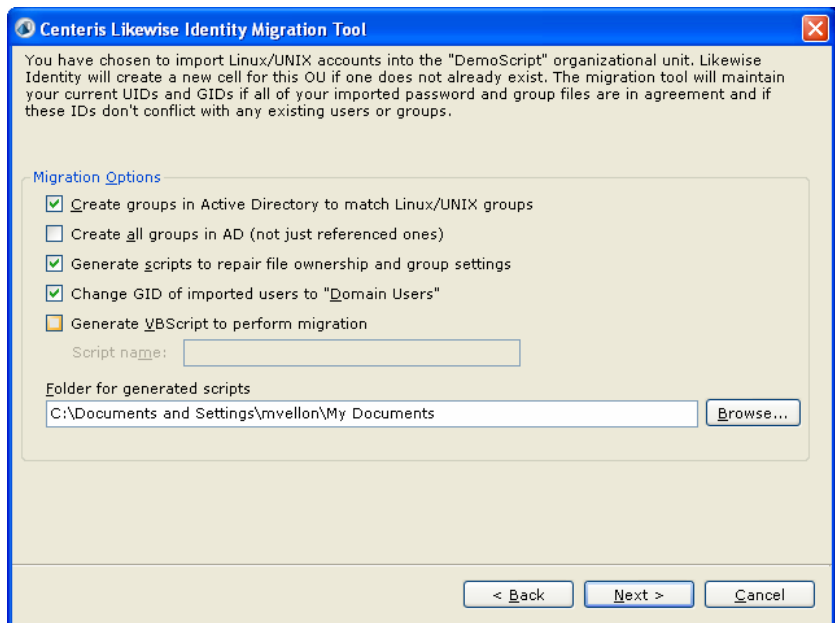 Centeris Likewise Identity Migration Tool
You have chosen to import Linux/UNIX accounts into the "DemoScript" organizational unit. Likewise
Identity will create a new cell for this OU if one does not already exist. The migration tool will maintain
your current UIDs and GIDs if all of your imported password and group files are in agreement and if
these IDs don't conflict with any existing users or groups.
Migration Options
Create groups in Active Directory to match Linux/UNIX groups
Create all groups in AD (not just referenced ones)
Generate scripts to repair file ownership and group settings
Change GID of imported users to "Domain Users"
Generate VBScript to perform migration
Script name:
Folder for generated scripts
C:\Documents and Settings\mvellon\My Documents
Browse...
< Back
Next >
Cancel